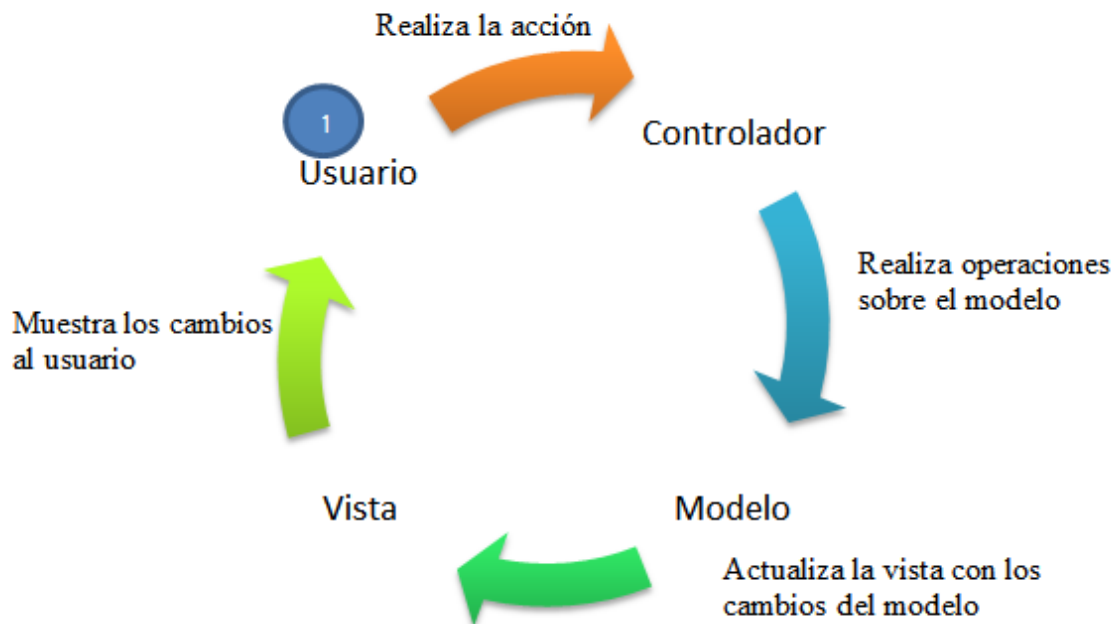 Realiza la acción
1
Usuario
Controlador
Realiza operaciones
sobre el modelo
Muestra los cambios
al usuario
Vista
Modelo
Actualiza la vista con los
cambios del modelo